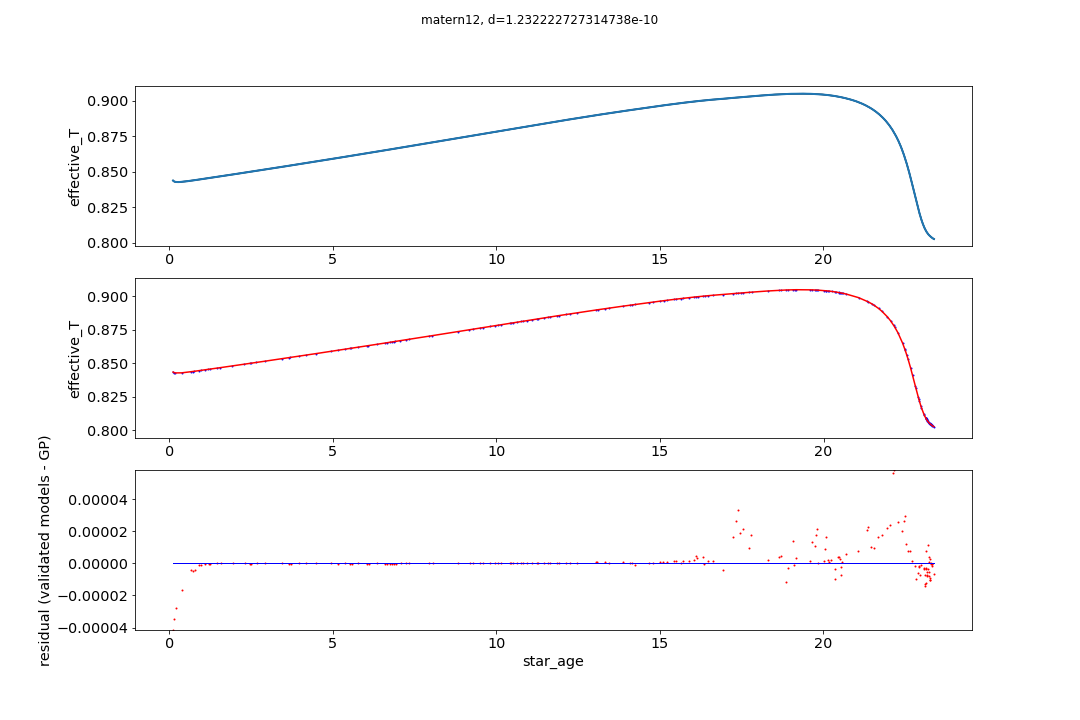 matern12, d=1.232222727314738e-10
effective_T
0.900
0.875
0.850
0.825
0.800
0 5 10 15 20
effective_T
0.900
0.875
0.850
0.825
0.800
0 5 10 15 20
residual (validated models - GP)
0.00004
0.00002
0.00000
−0.00002
−0.00004
0 5 10 15 20
star_age